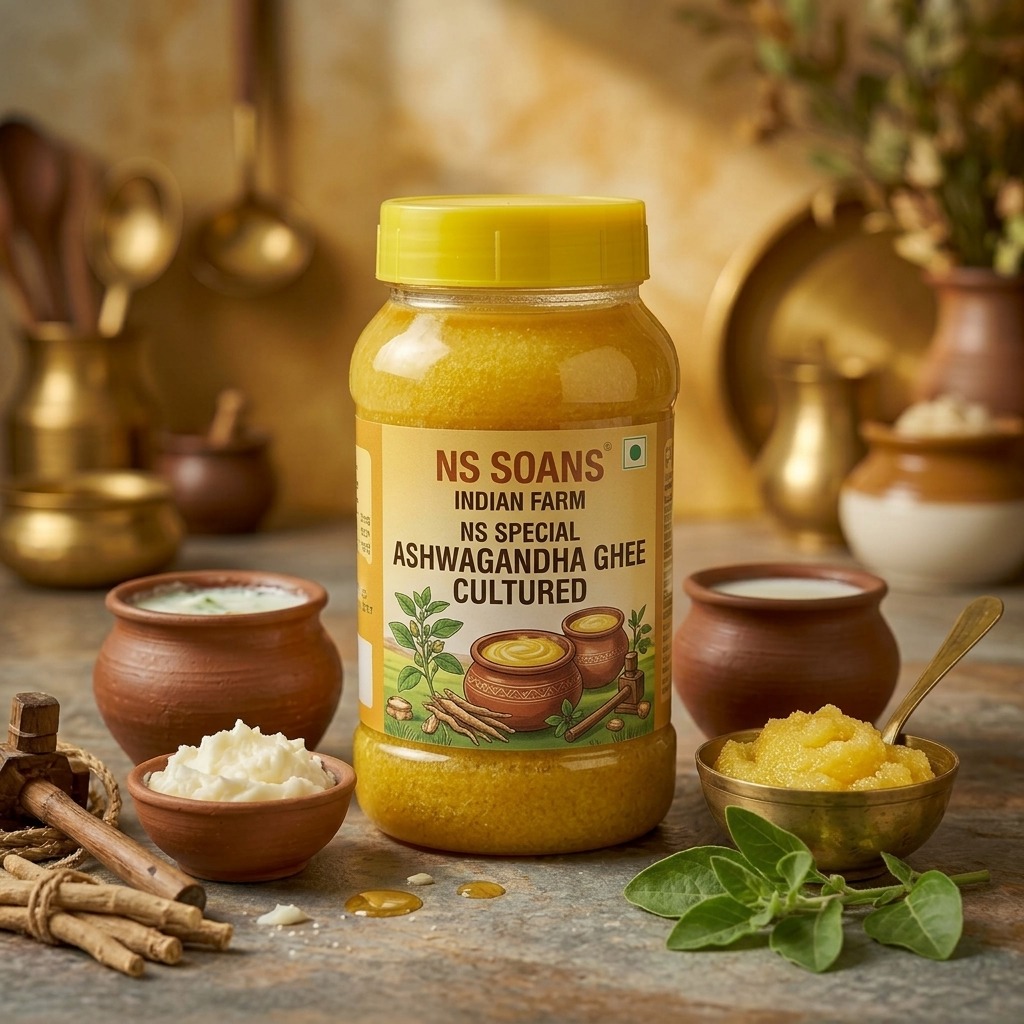 NS SOANS®
INDIAN FARM
NS SPECIAL
ASHWAGANDHA GHEE
CULTURED